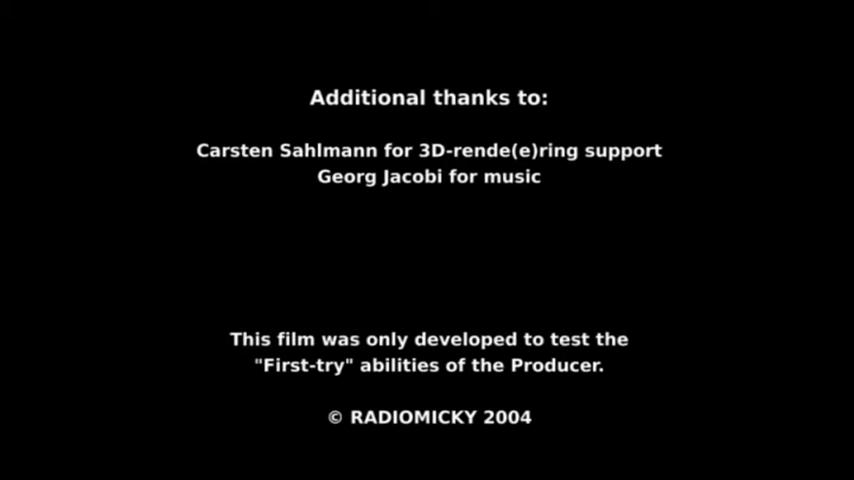 Additional thanks to:
Carsten Sahlmann for 3D-rende(e)ring support
Georg Jacobi for music
This film was only developed to test the
"First-try" abilities of the Producer.
© RADIOMICKY 2004